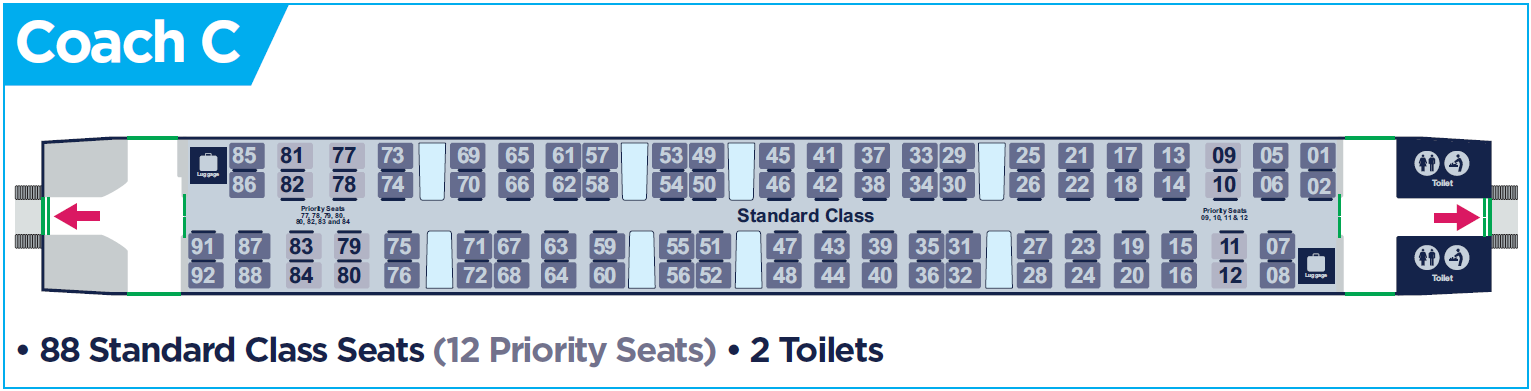 Coach C
Luggage
85 81 77 73 69 65 61 57 53 49 45 41 37 33 29 25 21 17 13 09 05 01
86 82 78 74 70 66 62 58 54 50 46 42 38 34 30 26 22 18 14 10 06 02
Toilet
Priority Seats
77, 78, 79, 80,
80, 82, 83 and 84
Standard Class
Priority Seats
09, 10, 11 & 12
91 87 83 79 75 71 67 63 59 55 51 47 43 39 35 31 27 23 19 15 11 07
92 88 84 80 76 72 68 64 60 56 52 48 44 40 36 32 28 24 20 16 12 08
Luggage
Toilet
• 88 Standard Class Seats (12 Priority Seats) • 2 Toilets